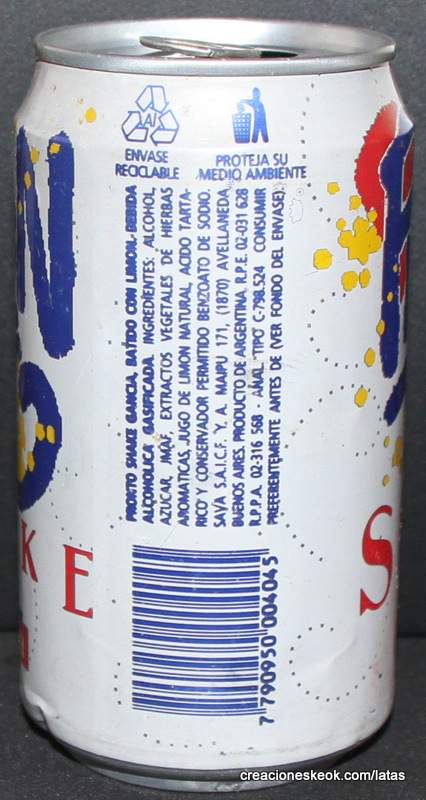 AI
ENVASE
RECICLABLE
PROTEJA SU
MEDIO AMBIENTE
PRONTO SHAKE GANCIA, BATIDO CON LIMON. BEBIDA
ALCOHOLICA GASIFICADA. INGREDIENTES: ALCOHOL,
AZUCAR, EXTRACTOS VEGETALES DE HIERBAS
AROMATICAS, JUGO DE LIMON NATURAL, ACIDO TARTA-
RICO Y CONSERVADOR PERMITIDO BENZOATO DE SODIO.
SAVA S.A.I.C.F. Y. A. MAIPU 171, (1870) AVELLANEDA,
BUENOS AIRES. PRODUCTO DE ARGENTINA. R.P.E. 02-031 628
R.P.P.A. 02-316 568 - ANAL. TIPO C-798.524 CONSUMIR
PREFERENTEMENTE ANTES DE (VER FONDO DEL ENVASE)
7 790950 004045
N
O
K E
S
creacioneskeok.com/latas